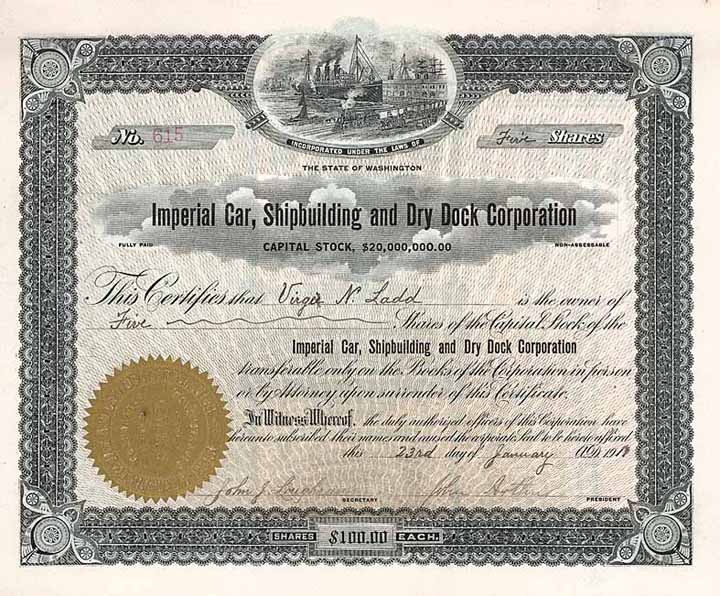 INCORPORATED UNDER THE LAWS OF
THE STATE OF WASHINGTON
No. 615
Five Shares
Imperial Car, Shipbuilding and Dry Dock Corporation
CAPITAL STOCK, $20,000,000.00
FULLY PAID
NON-ASSESSABLE
This Certifies that Virgil N. Ladd is the owner of
Five Shares of the Capital Stock of the
Imperial Car, Shipbuilding and Dry Dock Corporation
transferable only on the Books of the Corporation in person
or by Attorney upon surrender of this Certificate.
In Witness Whereof, the duly authorized officers of this Corporation have
hereunto subscribed their names and caused the corporate Seal to be hereto affixed
this 23rd day of January A.D. 19
John J.
SECRETARY
John
PRESIDENT
SHARES $100.00 EACH.